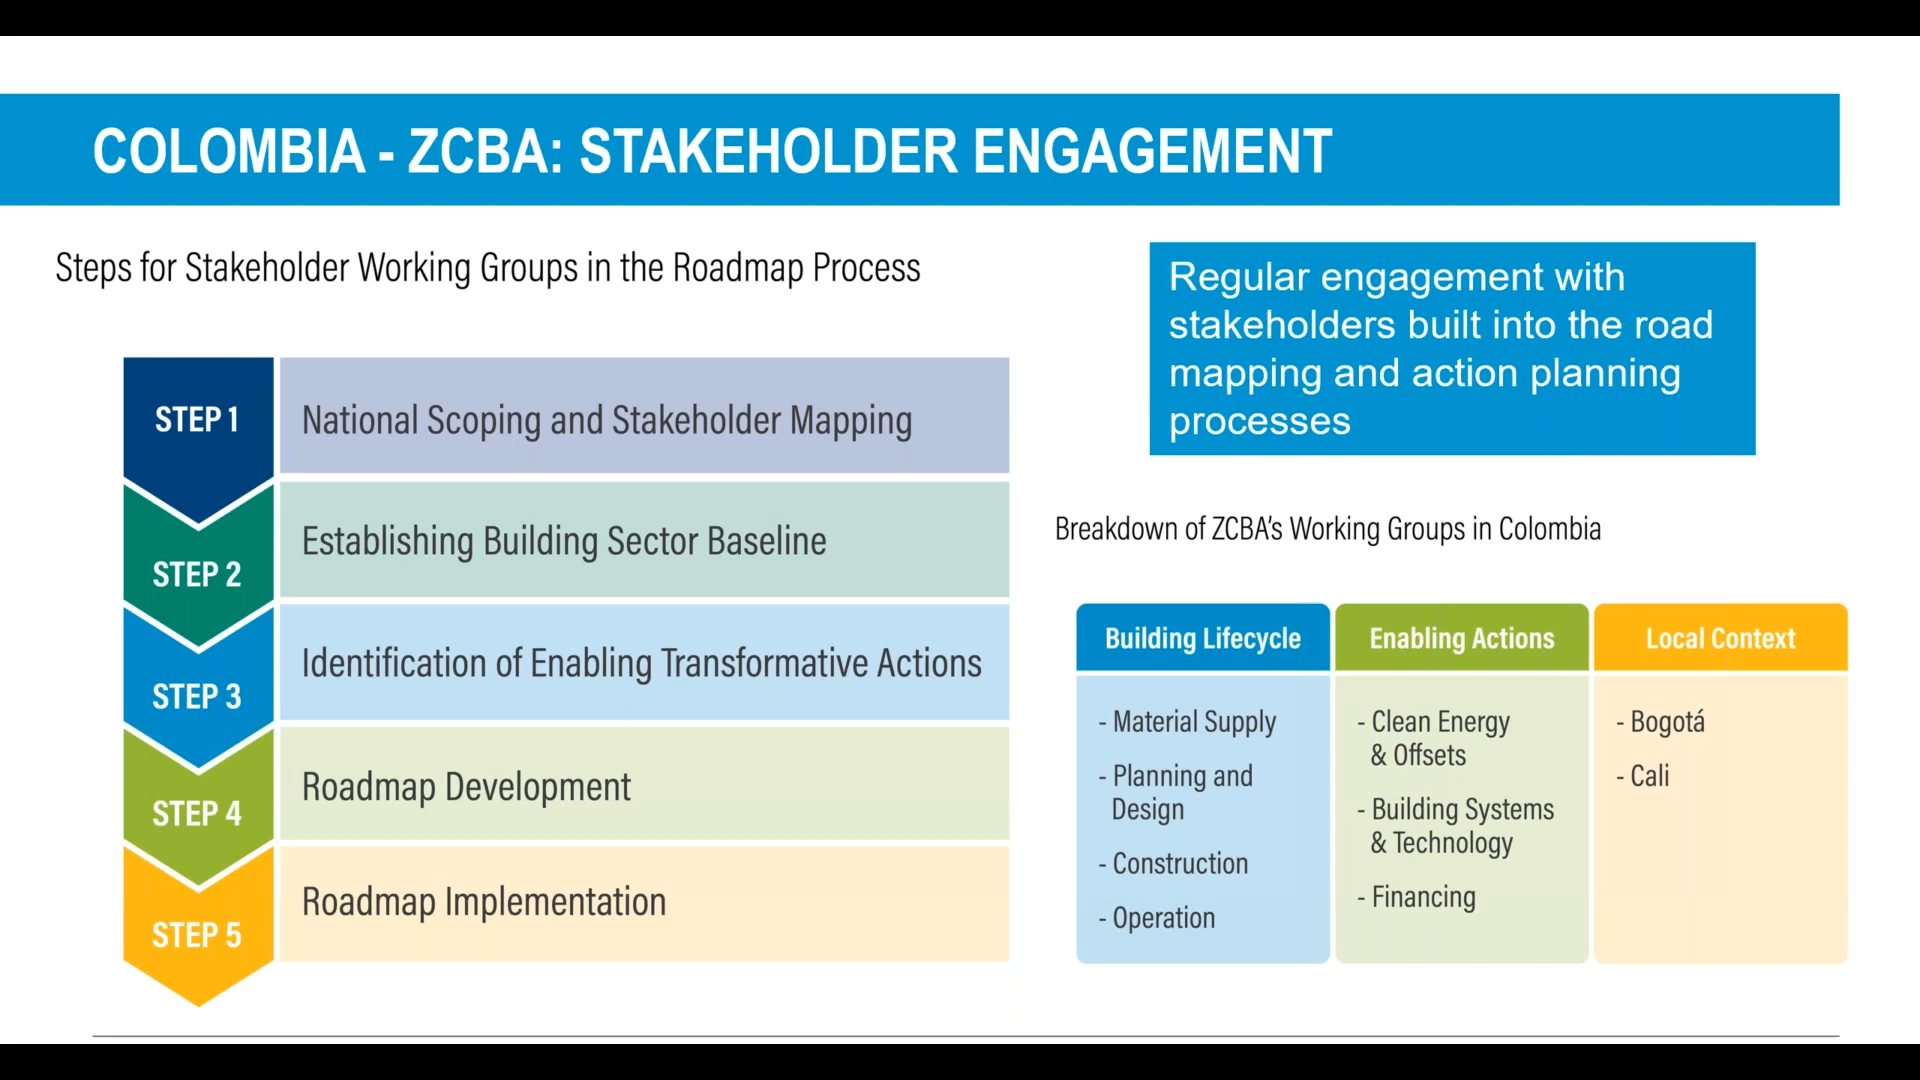 COLOMBIA - ZCBA: STAKEHOLDER ENGAGEMENT
Steps for Stakeholder Working Groups in the Roadmap Process
STEP 1
National Scoping and Stakeholder Mapping
STEP 2
Establishing Building Sector Baseline
STEP 3
Identification of Enabling Transformative Actions
STEP 4
Roadmap Development
STEP 5
Roadmap Implementation
Regular engagement with
stakeholders built into the road
mapping and action planning
processes
Breakdown of ZCBA's Working Groups in Colombia
Building Lifecycle
- Material Supply
- Planning and
Design
- Construction
- Operation
Enabling Actions
- Clean Energy
& Offsets
- Building Systems
& Technology
- Financing
Local Context
- Bogotá
- Cali